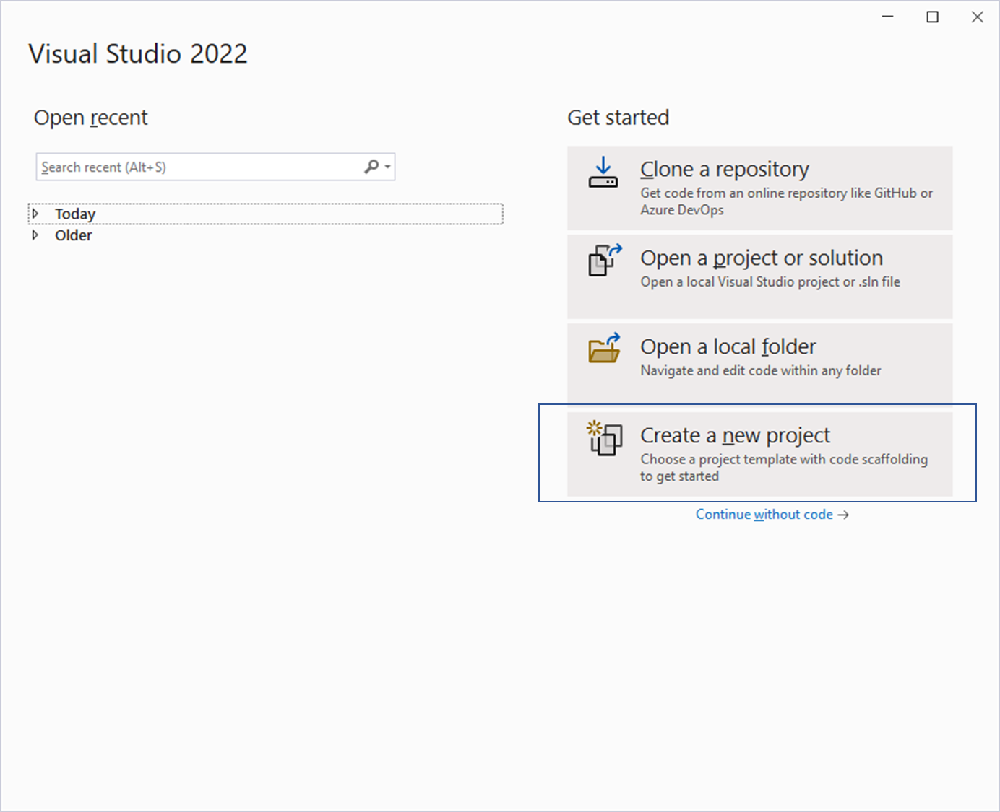 Visual Studio 2022
Open recent
Search recent (Alt+S)
Today
Older
Get started
Clone a repository
Get code from an online repository like GitHub or
Azure DevOps
Open a project or solution
Open a local Visual Studio project or .sln file
Open a local folder
Navigate and edit code within any folder
Create a new project
Choose a project template with code scaffolding
to get started
Continue without code →